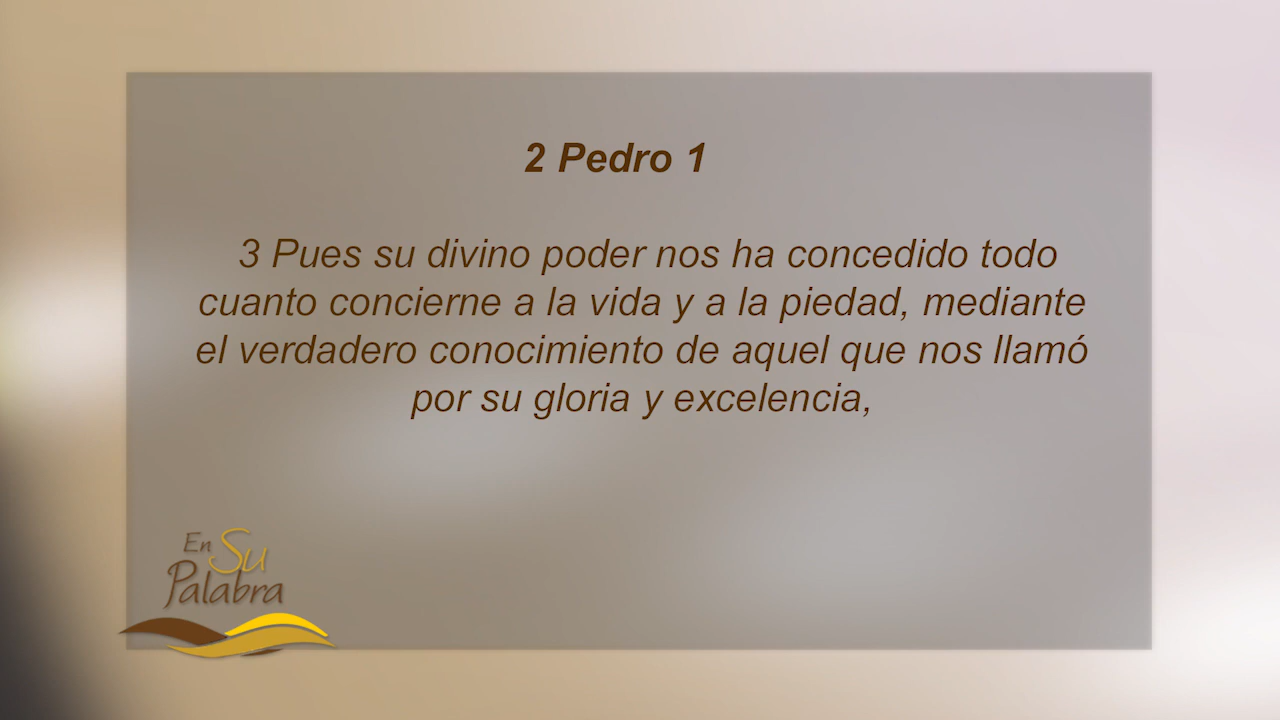 2 Pedro 1
3 Pues su divino poder nos ha concedido todo
cuanto concierne a la vida y a la piedad, mediante
el verdadero conocimiento de aquel que nos llamó
por su gloria y excelencia,
En Su
Palabra